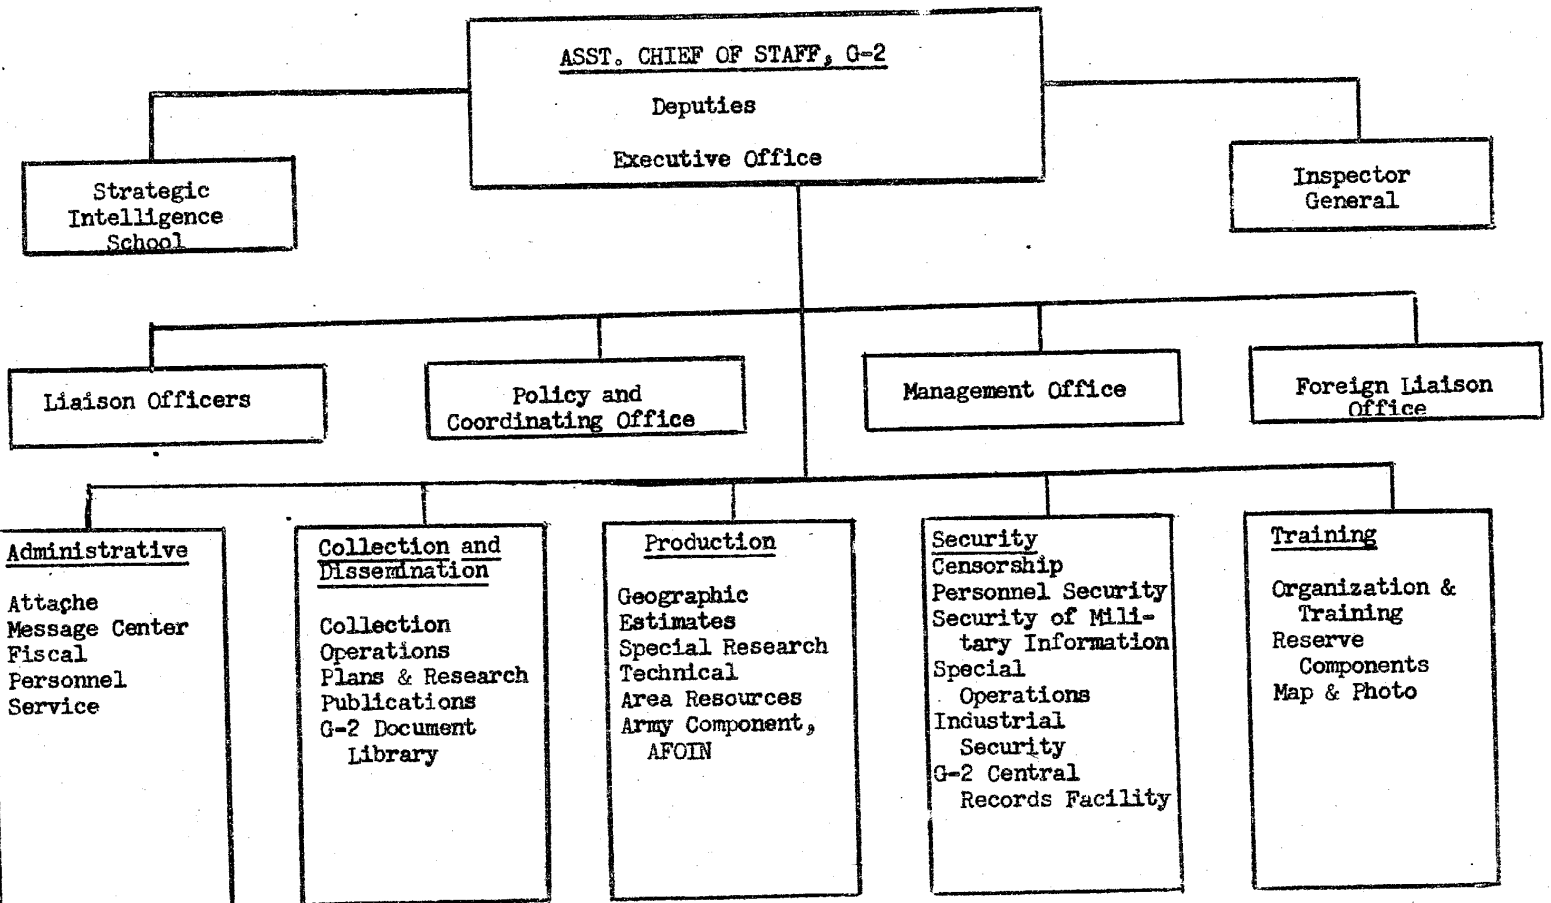 ASST. CHIEF OF STAFF, G-2
Deputies
Executive Office
Strategic
Intelligence
School
Inspector
General
Liaison Officers
Policy and
Coordinating Office
Management Office
Foreign Liaison
Office
Administrative
Attache
Message Center
Fiscal
Personnel
Service
Collection and
Dissemination
Collection
Operations
Plans & Research
Publications
G-2 Document
Library
Production
Geographic
Estimates
Special Research
Technical
Area Resources
Army Component,
AFOIN
Security
Censorship
Personnel Security
Security of Mili-
tary Information
Special
Operations
Industrial
Security
G-2 Central
Records Facility
Training
Organization &
Training
Reserve
Components
Map & Photo